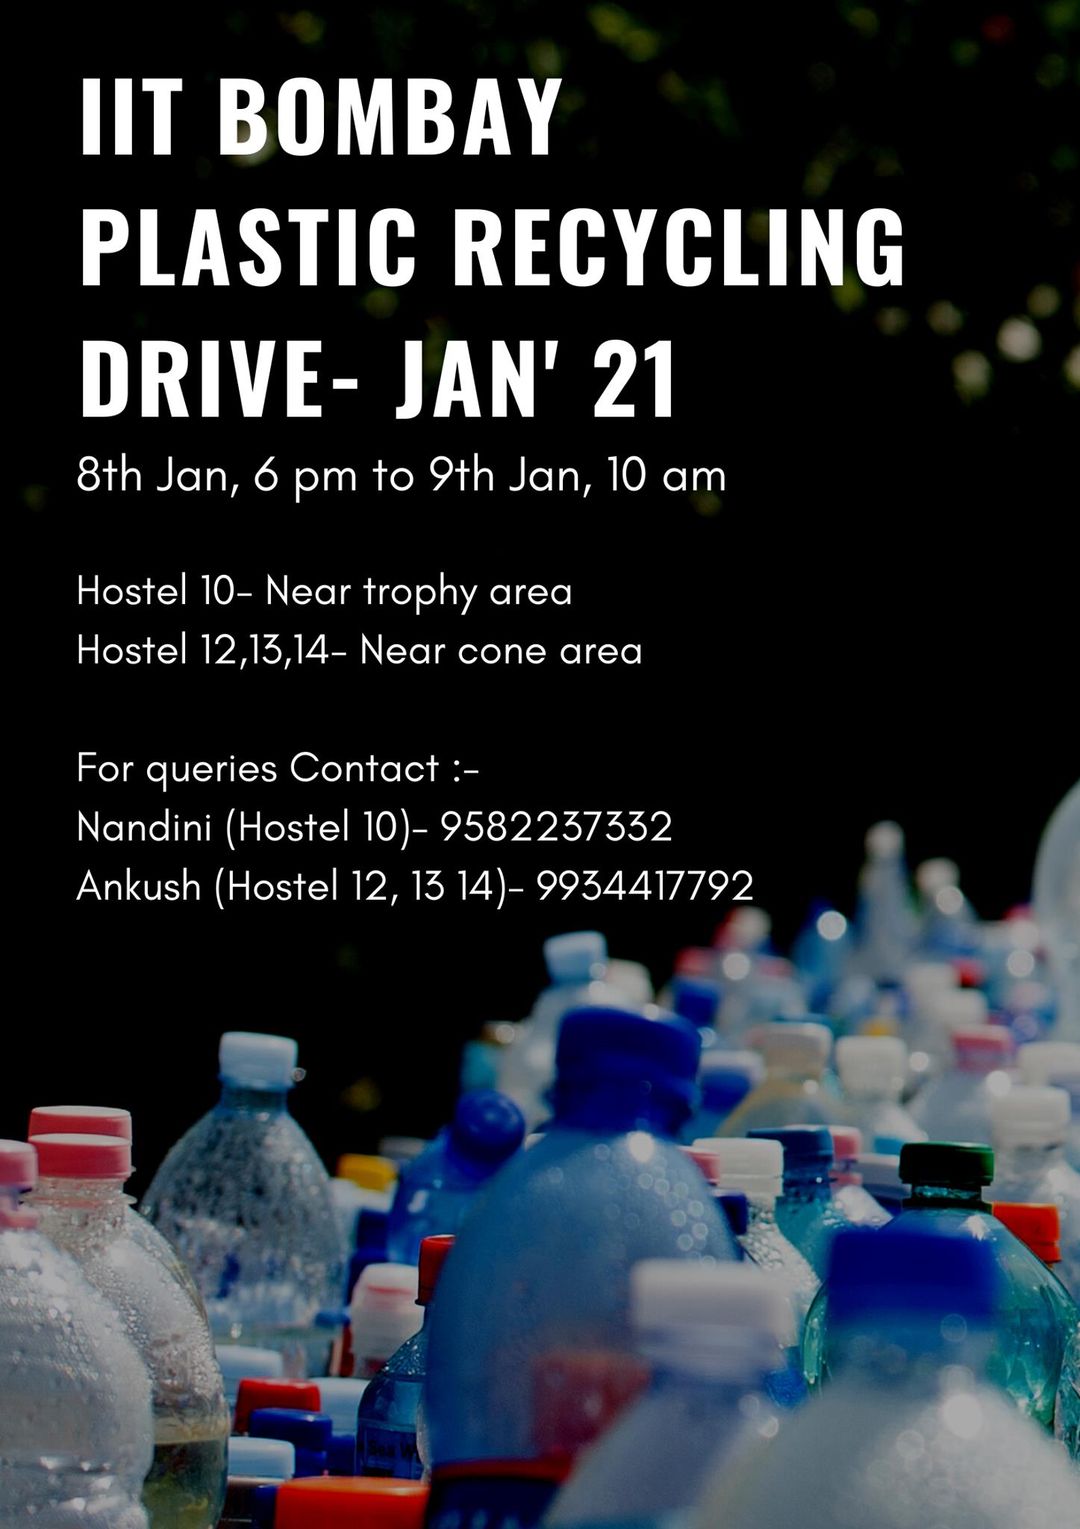 IIT BOMBAY
PLASTIC RECYCLING
DRIVE- JAN' 21
8th Jan, 6 pm to 9th Jan, 10 am
Hostel 10- Near trophy area
Hostel 12,13,14- Near cone area
For queries Contact :-
Nandini (Hostel 10)- 9582237332
Ankush (Hostel 12, 13 14)- 9934417792